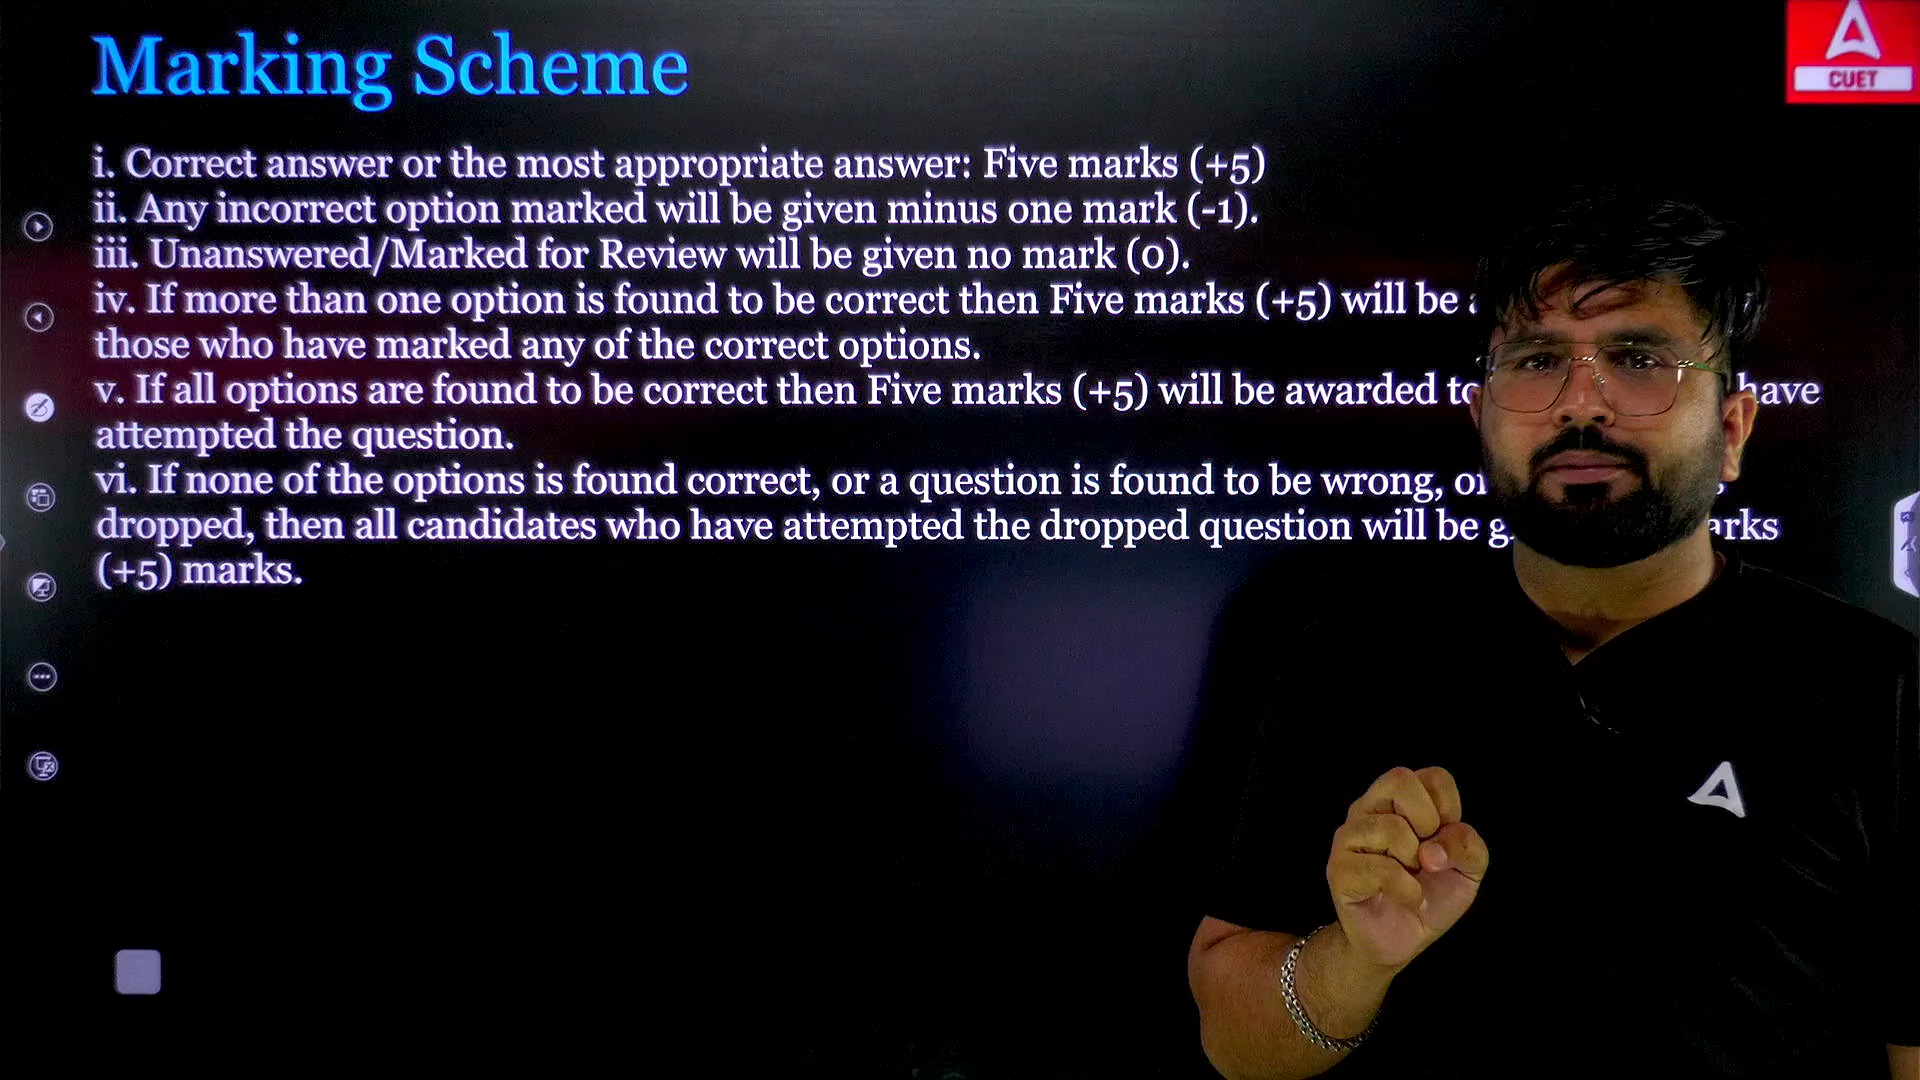 Marking Scheme
CUET
i. Correct answer or the most appropriate answer: Five marks (+5)
ii. Any incorrect option marked will be given minus one mark (-1).
iii. Unanswered/Marked for Review will be given no mark (0).
iv. If more than one option is found to be correct then Five marks (+5) will be
those who have marked any of the correct options.
v. If all options are found to be correct then Five marks (+5) will be awarded to have
attempted the question.
vi. If none of the options is found correct, or a question is found to be wrong, or
dropped, then all candidates who have attempted the dropped question will be
(+5) marks.